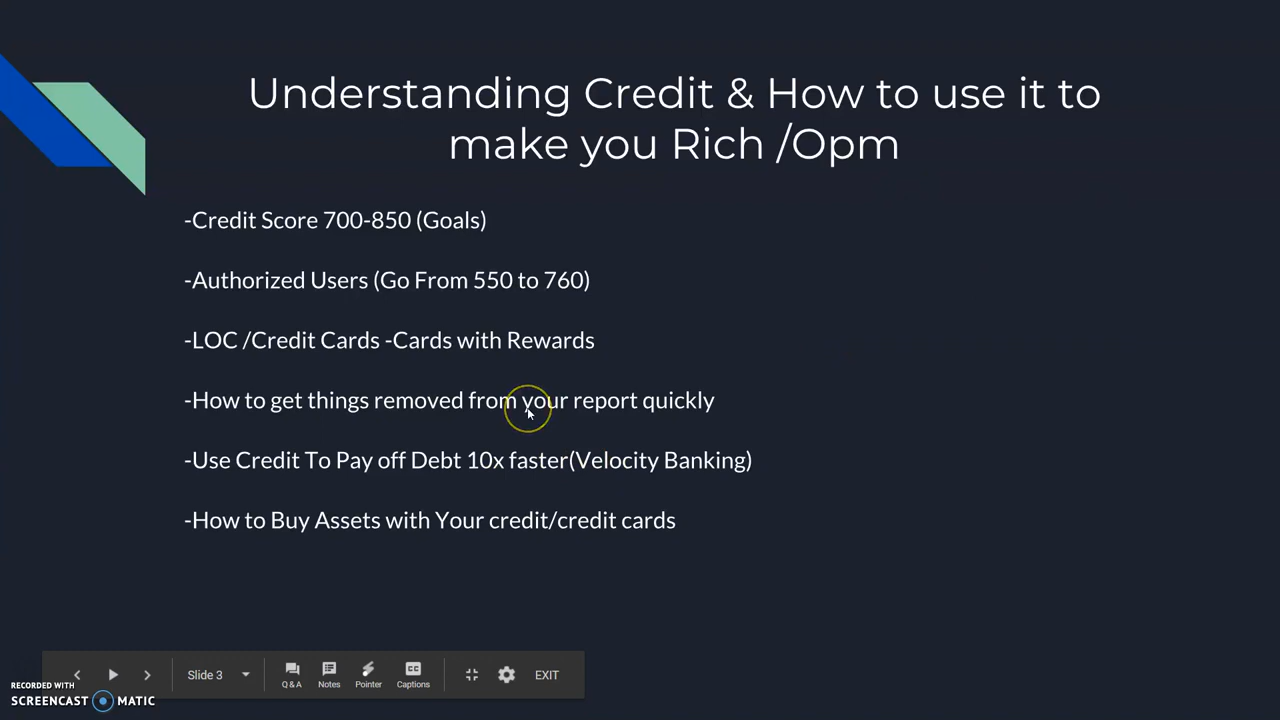 Understanding Credit & How to use it to
make you Rich /Opm
-Credit Score 700-850 (Goals)
-Authorized Users (Go From 550 to 760)
-LOC /Credit Cards -Cards with Rewards
-How to get things removed from your report quickly
-Use Credit To Pay off Debt 10x faster(Velocity Banking)
-How to Buy Assets with Your credit/credit cards
Slide 3
Q & A
Notes
Pointer
CC
Captions
EXIT
RECORDED WITH
SCREENCAST MATIC